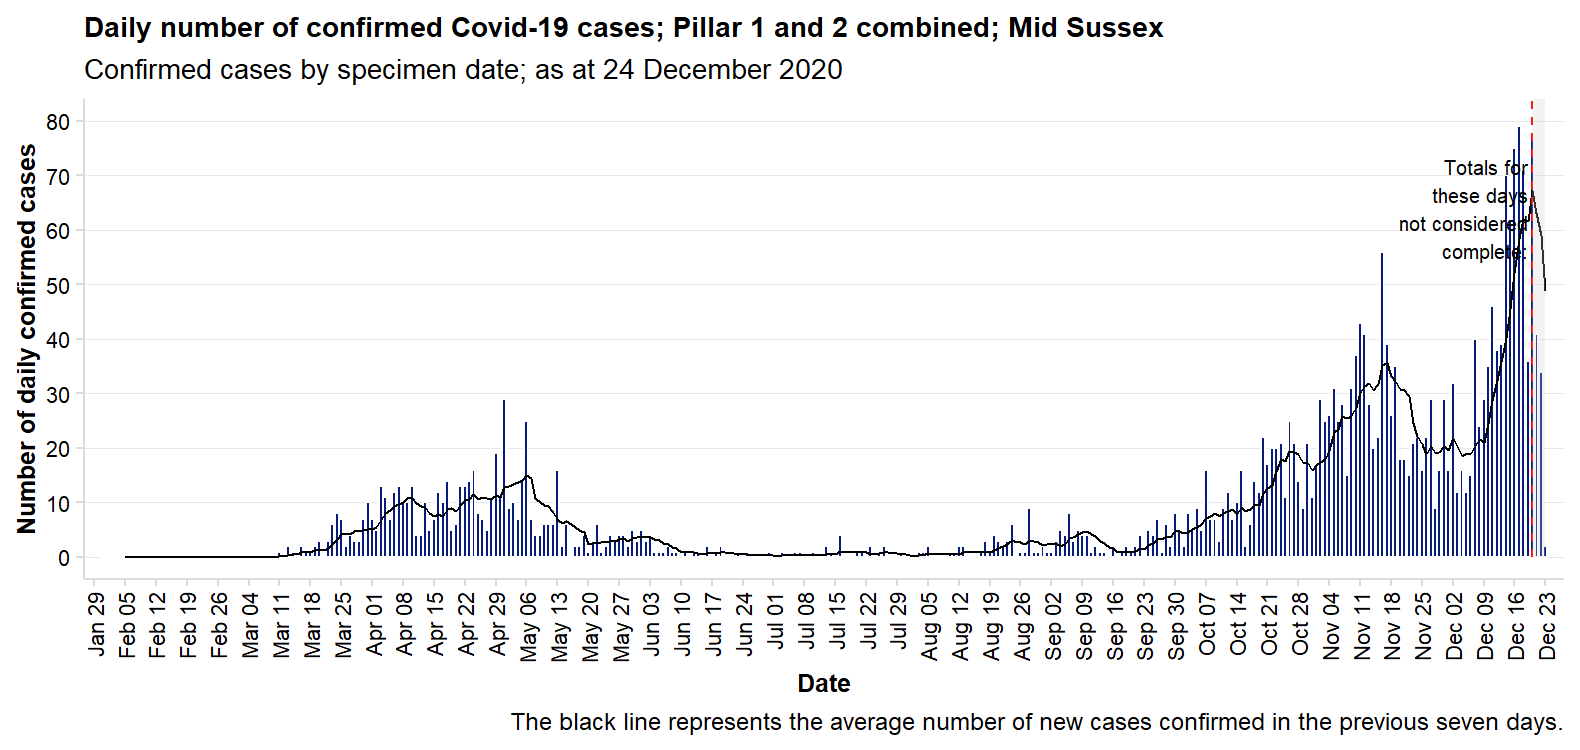 Daily number of confirmed Covid-19 cases; Pillar 1 and 2 combined; Mid Sussex
Confirmed cases by specimen date; as at 24 December 2020
Number of daily confirmed cases
80
70
60
50
40
30
20
10
0
Totals for
these days
not considered
complete.
Jan 29
Feb 05
Feb 12
Feb 19
Feb 26
Mar 04
Mar 11
Mar 18
Mar 25
Apr 01
Apr 08
Apr 15
Apr 22
Apr 29
May 06
May 13
May 20
May 27
Jun 03
Jun 10
Jun 17
Jun 24
Jul 01
Jul 08
Jul 15
Jul 22
Jul 29
Aug 05
Aug 12
Aug 19
Aug 26
Sep 02
Sep 09
Sep 16
Sep 23
Sep 30
Oct 07
Oct 14
Oct 21
Oct 28
Nov 04
Nov 11
Nov 18
Nov 25
Dec 02
Dec 09
Dec 16
Dec 23
Date
The black line represents the average number of new cases confirmed in the previous seven days.